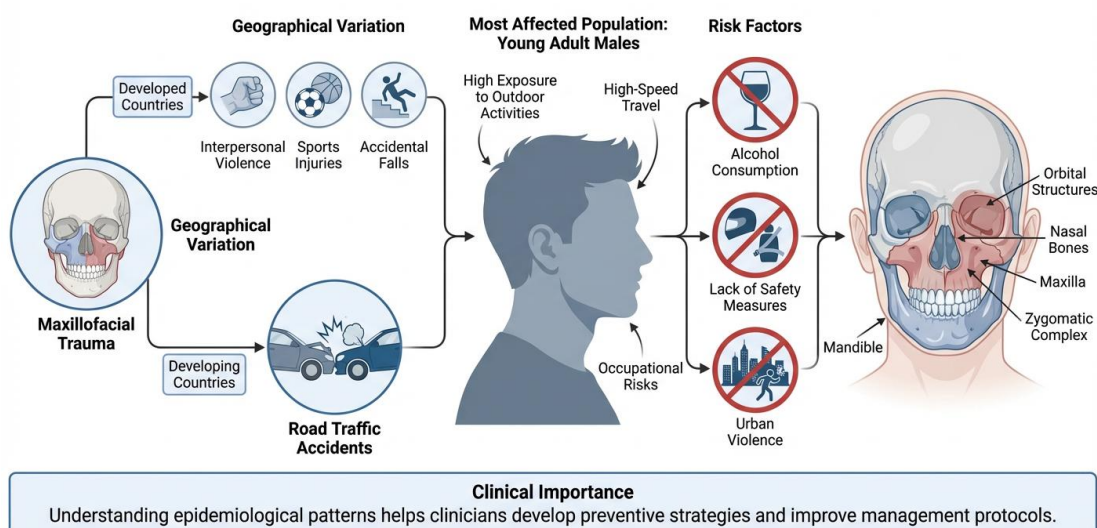 Geographical Variation
Most Affected Population:
Young Adult Males
Risk Factors
Developed
Countries
Interpersonal
Violence
Sports
Injuries
Accidental
Falls
Geographical
Variation
Maxillofacial
Trauma
Developing
Countries
Road Traffic
Accidents
High Exposure
to Outdoor
Activities
High-Speed
Travel
Occupational
Risks
Alcohol
Consumption
Lack of Safety
Measures
Urban
Violence
Orbital
Structures
Nasal
Bones
Maxilla
Zygomatic
Complex
Mandible
Clinical Importance
Understanding epidemiological patterns helps clinicians develop preventive strategies and improve management protocols.